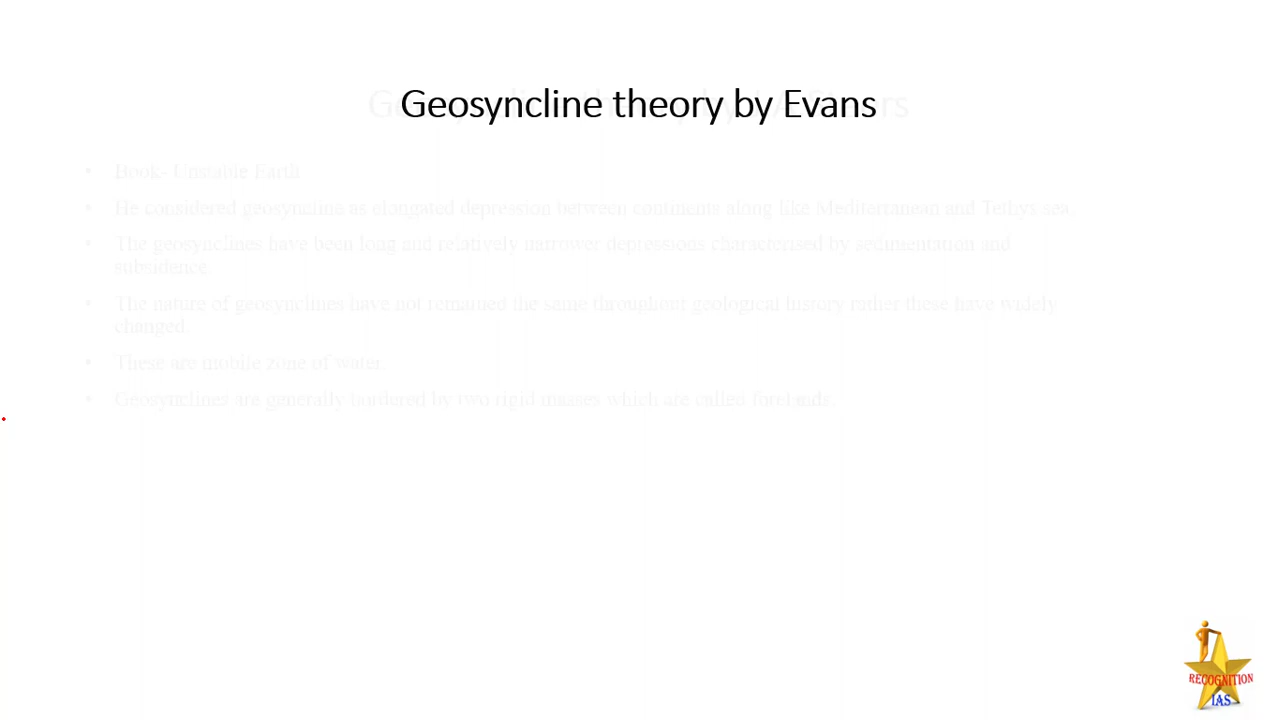 Geosyncline theory by Evans
• Book- Unstable Earth
• He considered geosyncline as elongated depression between continents along like Mediterranean and Tethys sea.
• The geosynclines have been long and relatively narrower depressions characterised by sedimentation and
subsidence.
• The nature of geosynclines have not remained the same throughout geological history rather these have widely
changed.
• These are mobile zone of water.
• Geosynclines are generally bordered by two rigid masses which are called forelands.
RECOGNITION
IAS